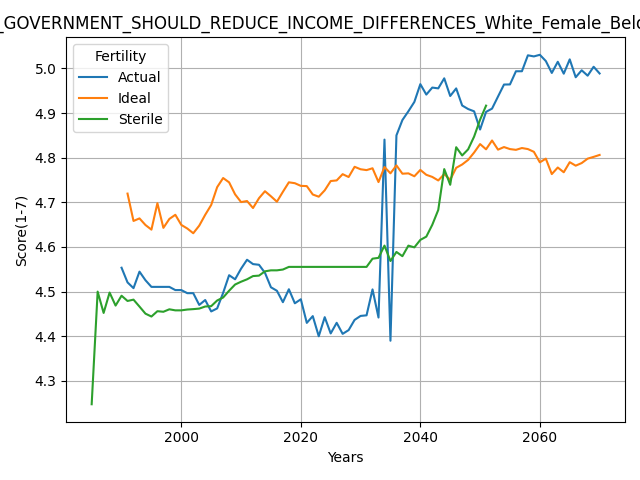 _GOVERNMENT_SHOULD_REDUCE_INCOME_DIFFERENCES_White_Female_Belo
Fertility
Actual
Ideal
Sterile
5.0
4.9
4.8
4.7
4.6
4.5
4.4
4.3
Score(1-7)
2000
2020
2040
2060
Years